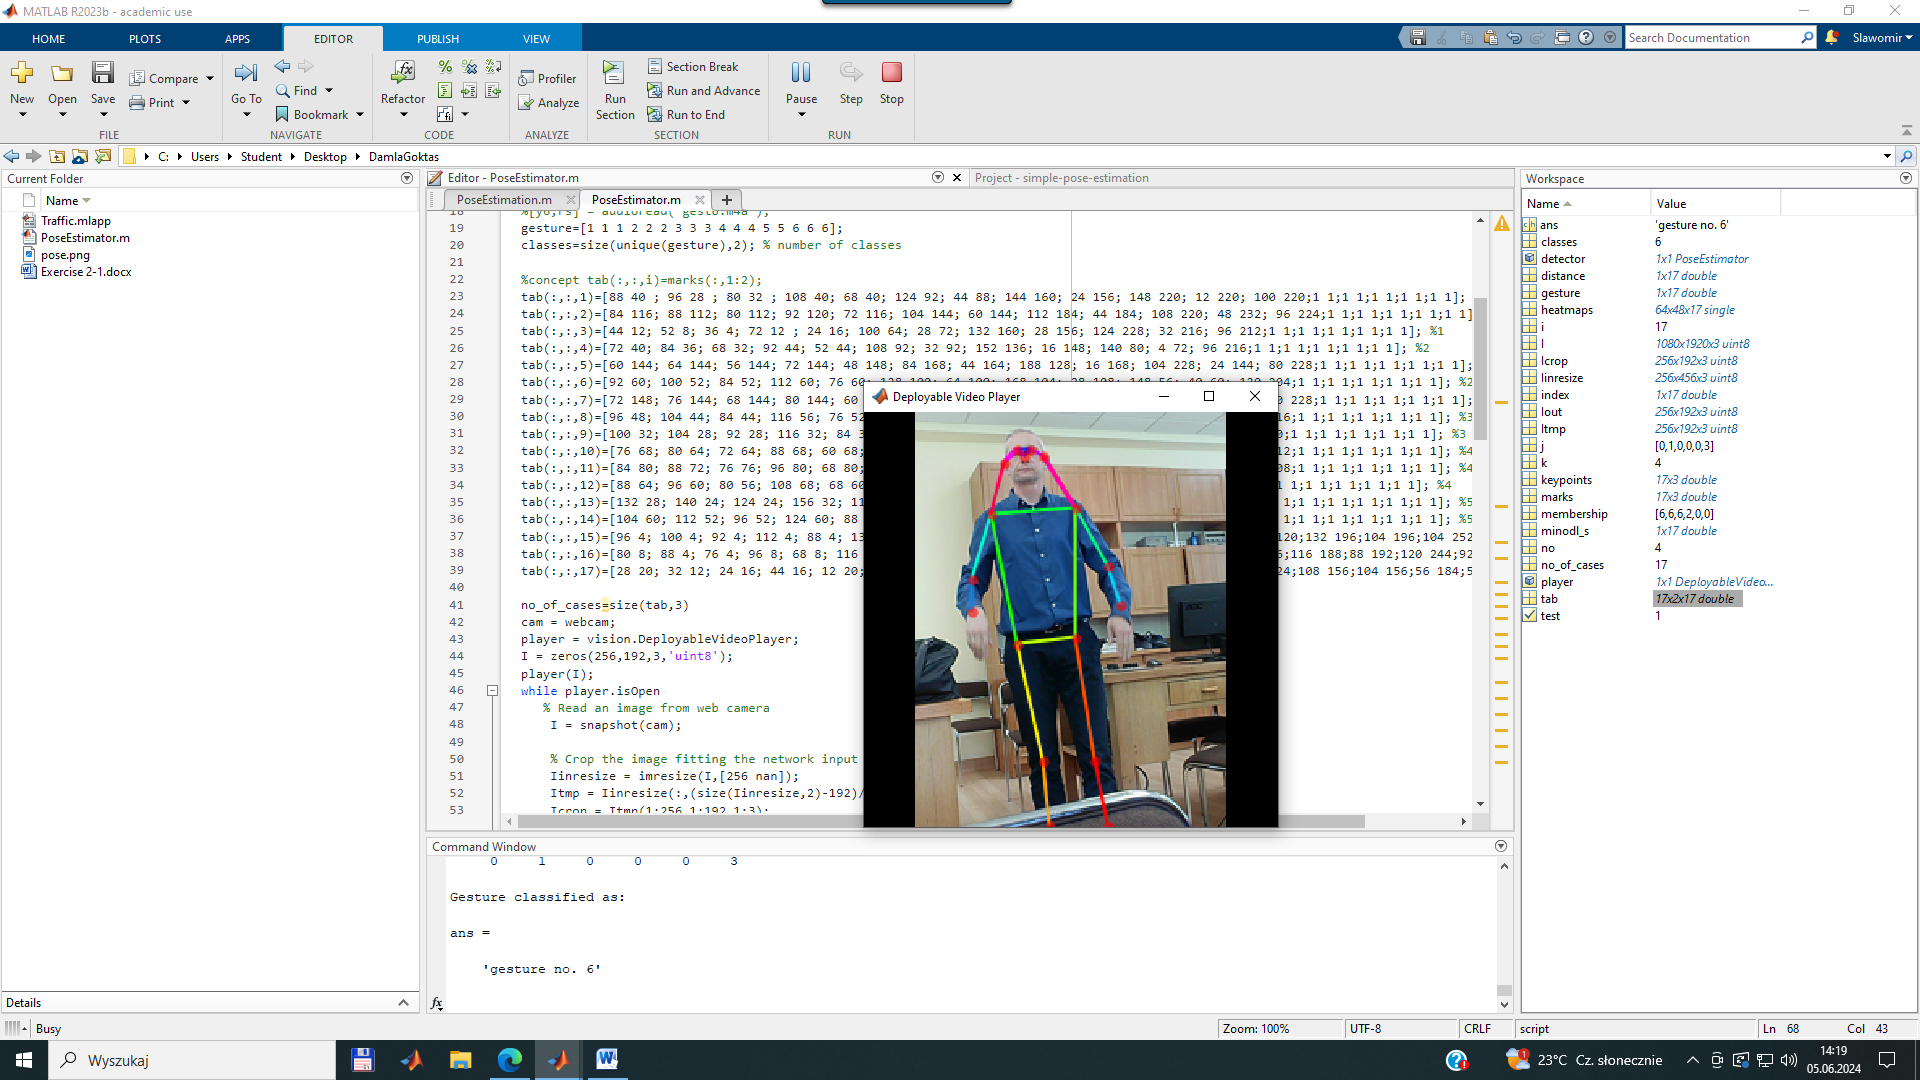 MATLAB R2023b - academic use
HOME PLOTS APPS EDITOR PUBLISH VIEW
Search Documentation
Slawomir
New Open Save Compare Print
FILE
Go To Find Bookmark
NAVIGATE
Refactor
CODE
Profiler
Analyze
ANALYZE
Run Section
Section Break
Run and Advance
Run to End
SECTION
Pause Step Stop
RUN
C: Users Student Desktop DamlaGoktas
Current Folder
Name
Traffic.mlapp
PoseEstimator.m
pose.png
Exercise 2-1.docx
Details
Editor - PoseEstimator.m
Project - simple-pose-estimation
PoseEstimation.m PoseEstimator.m
18 %[y6,fs] = audioread('gest6.m4a');
19 gesture=[1 1 1 2 2 2 3 3 3 4 4 4 5 5 6 6 6];
20 classes=size(unique(gesture),2); % number of classes
21
22 %concept tab(:,:,i)=marks(:,1:2);
23 tab(:,:,1)=[88 40 ; 96 28 ; 80 32 ; 108 40; 68 40; 124 92; 44 88; 144 160; 24 156; 148 220; 12 220; 100 220;1 1;1 1;1 1;1 1;1 1];
24 tab(:,:,2)=[84 116; 88 112; 80 112; 92 120; 72 116; 104 144; 60 144; 112 184; 44 184; 108 220; 48 232; 96 224;1 1;1 1;1 1;1 1;1 1]
25 tab(:,:,3)=[44 12; 52 8; 36 4; 72 12 ; 24 16; 100 64; 28 72; 132 160; 28 156; 124 228; 32 216; 96 212;1 1;1 1;1 1;1 1;1 1]; %1
26 tab(:,:,4)=[72 40; 84 36; 68 32; 92 44; 52 44; 108 92; 32 92; 152 136; 16 148; 140 80; 4 72; 96 216;1 1;1 1;1 1;1 1;1 1]; %2
27 tab(:,:,5)=[60 144; 64 144; 56 144; 72 144; 48 148; 84 168; 44 164; 188 128; 16 168; 104 228; 24 144; 80 228;1 1;1 1;1 1;1 1;1 1];
28 tab(:,:,6)=[92 60; 100 52; 84 52; 112 60; 76 60; 1 1;1 1;1 1;1 1]; %2
29 tab(:,:,7)=[72 148; 76 144; 68 144; 80 144; 60 228;1 1;1 1;1 1;1 1;1 1];
30 tab(:,:,8)=[96 48; 104 44; 84 44; 116 56; 76 52 16;1 1;1 1;1 1;1 1;1 1]; %3
31 tab(:,:,9)=[100 32; 104 28; 92 28; 116 32; 84 3 0;1 1;1 1;1 1;1 1;1 1]; %3
32 tab(:,:,10)=[76 68; 80 64; 72 64; 88 68; 60 68; 12;1 1;1 1;1 1;1 1;1 1]; %4
33 tab(:,:,11)=[84 80; 88 72; 76 76; 96 80; 68 80; 08;1 1;1 1;1 1;1 1;1 1]; %4
34 tab(:,:,12)=[88 64; 96 60; 80 56; 108 68; 68 60 1 1;1 1;1 1;1 1;1 1]; %4
35 tab(:,:,13)=[132 28; 140 24; 124 24; 156 32; 11 1 1;1 1;1 1;1 1;1 1]; %5
36 tab(:,:,14)=[104 60; 112 52; 96 52; 124 60; 88 1 1;1 1;1 1;1 1;1 1]; %5
37 tab(:,:,15)=[96 4; 100 4; 92 4; 112 4; 88 4; 13 120;132 196;104 196;104 252
38 tab(:,:,16)=[80 8; 88 4; 76 4; 96 8; 68 8; 116 6;116 188;88 192;120 244;92
39 tab(:,:,17)=[28 20; 32 12; 24 16; 44 16; 12 20; 24;108 156;104 156;56 184;5
40
41 no_of_cases=size(tab,3)
42 cam = webcam;
43 player = vision.DeployableVideoPlayer;
44 I = zeros(256,192,3,'uint8');
45 player(I);
46 while player.isOpen
47 % Read an image from web camera
48 I = snapshot(cam);
49
50 % Crop the image fitting the network input
51 Iinresize = imresize(I,[256 nan]);
52 Itmp = Iinresize(:,(size(Iinresize,2)-192)/
53 Icrop = Itmp(1:256,1:192,1:3);
Deployable Video Player
Command Window
0 1 0 0 0 3
Gesture classified as:
ans =
'gesture no. 6'
fx
Workspace
Name Value
ans 'gesture no. 6'
classes 6
detector 1x1 PoseEstimator
distance 1x17 double
gesture 1x17 double
heatmaps 64x48x17 single
i 17
I 1080x1920x3 uint8
Icrop 256x192x3 uint8
Iinresize 256x456x3 uint8
index 1x17 double
Iout 256x192x3 uint8
Itmp 256x192x3 uint8
j [0,1,0,0,0,3]
k 4
keypoints 17x3 double
marks 17x3 double
membership [6,6,6,2,0,0]
minodl_s 1x17 double
no 4
no_of_cases 17
player 1x1 DeployableVideo...
tab 17x2x17 double
test 1
Busy
Zoom: 100% UTF-8 CRLF script Ln 68 Col 43
Wyszukaj
23°C Cz. słonecznie
14:19
05.06.2024